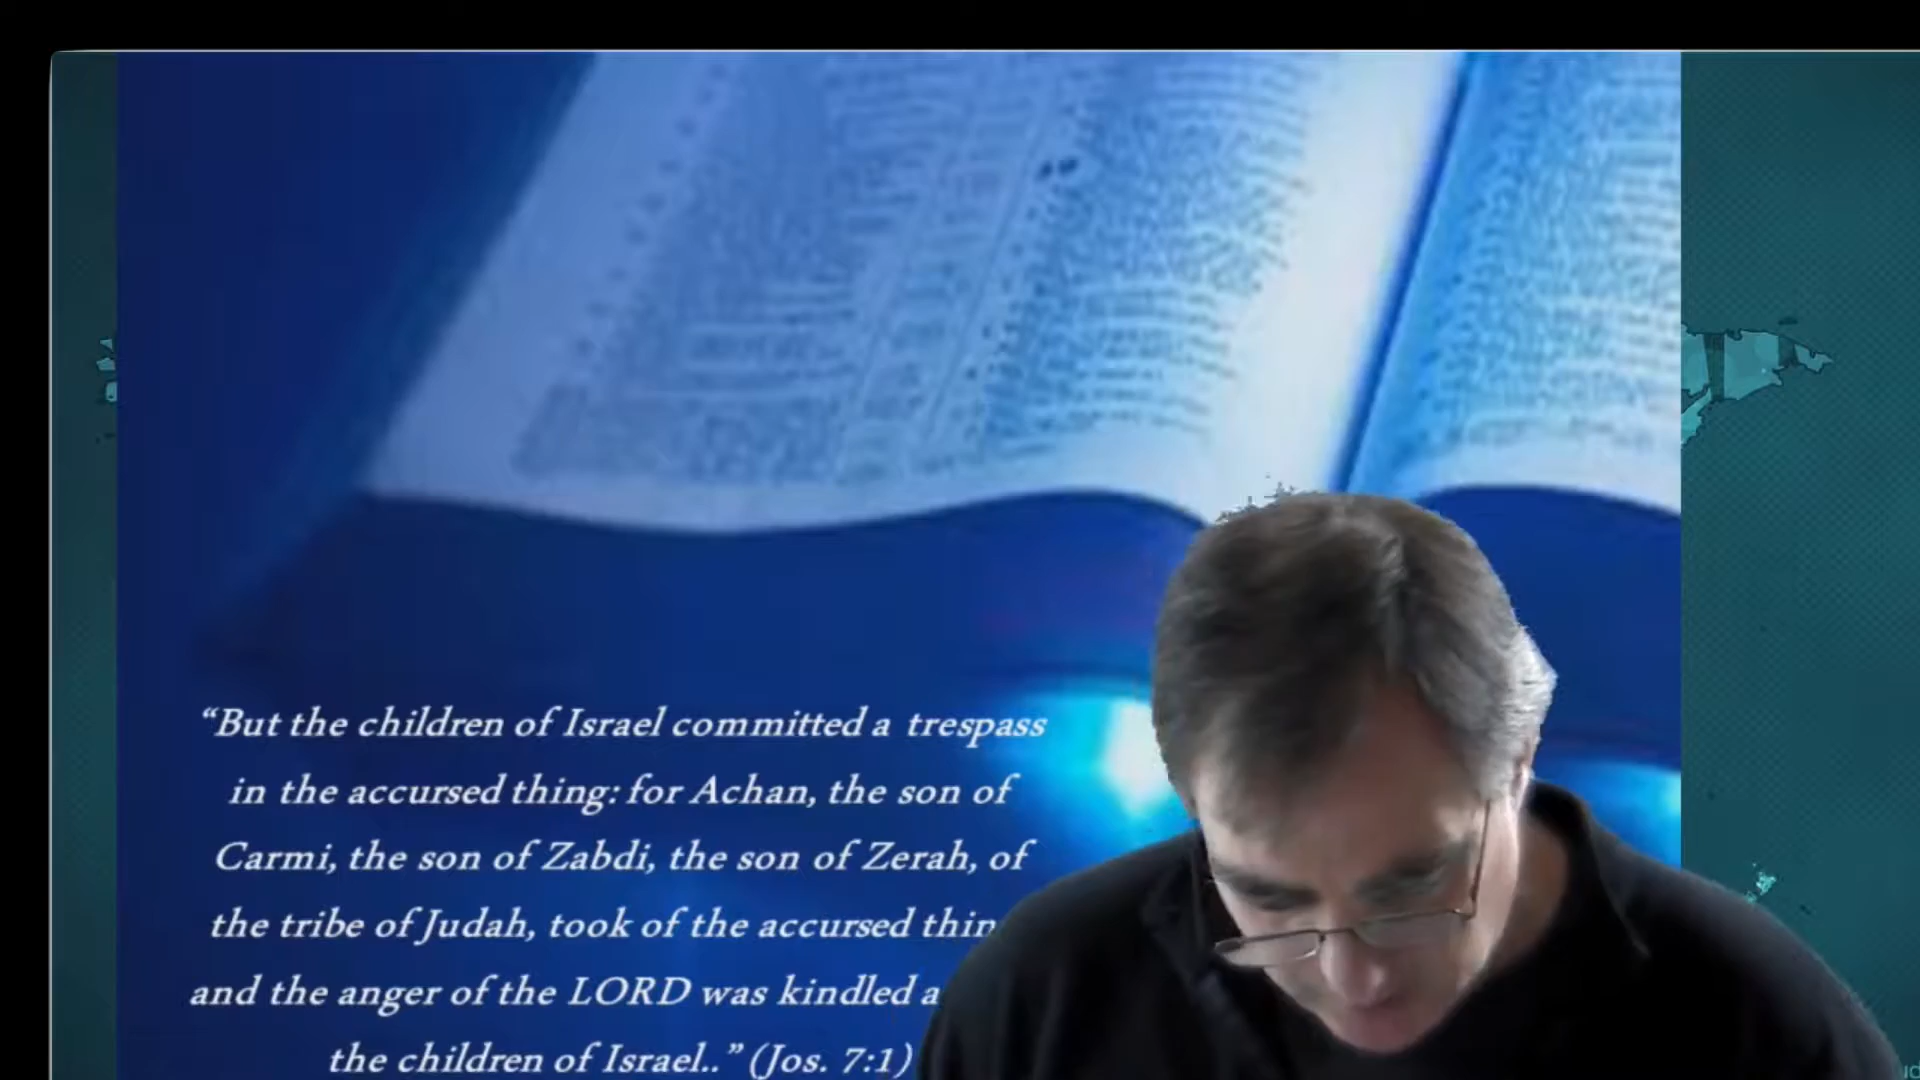 “But the children of Israel committed a trespass
in the accursed thing: for Achan, the son of
Carmi, the son of Zabdi, the son of Zerah, of
the tribe of Judah, took of the accursed
and the anger of the LORD was kindled
the children of Israel..” (Jos. 7:1)